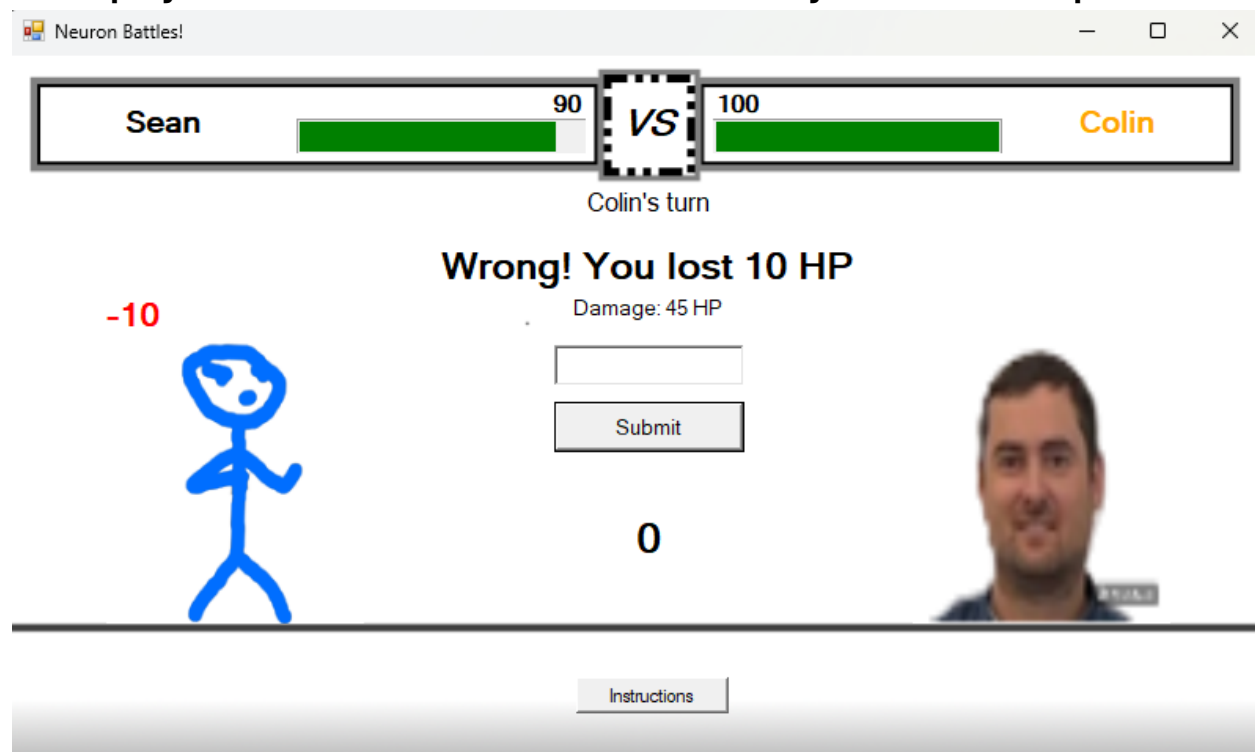 Neuron Battles!
Sean
90
VS
100
Colin
Colin's turn
Wrong! You lost 10 HP
-10
Damage: 45 HP
Submit
0
Instructions